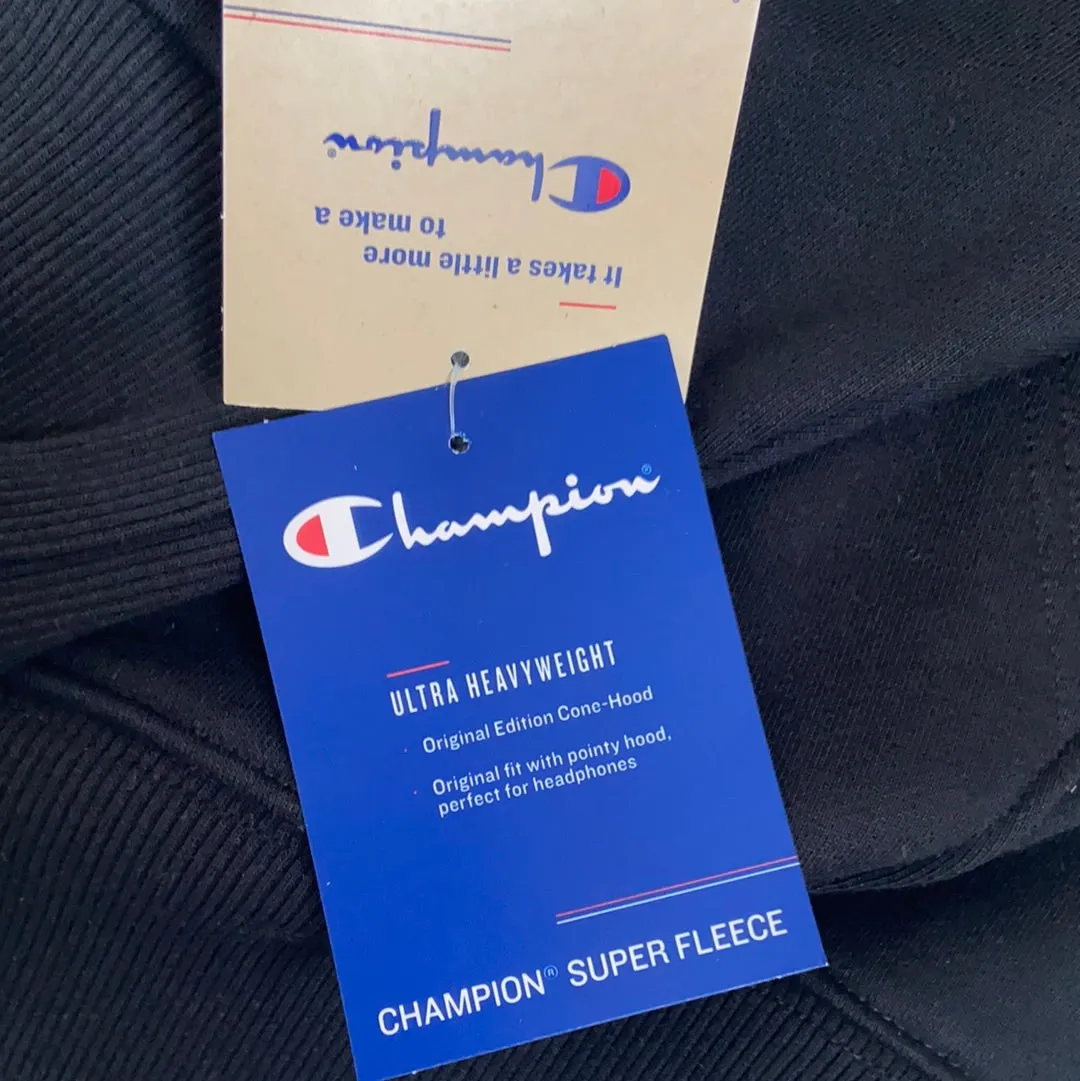 It takes a little more
to make a
Champion®
Champion®
ULTRA HEAVYWEIGHT
Original Edition Cone-Hood
Original fit with pointy hood,
perfect for headphones
CHAMPION® SUPER FLEECE